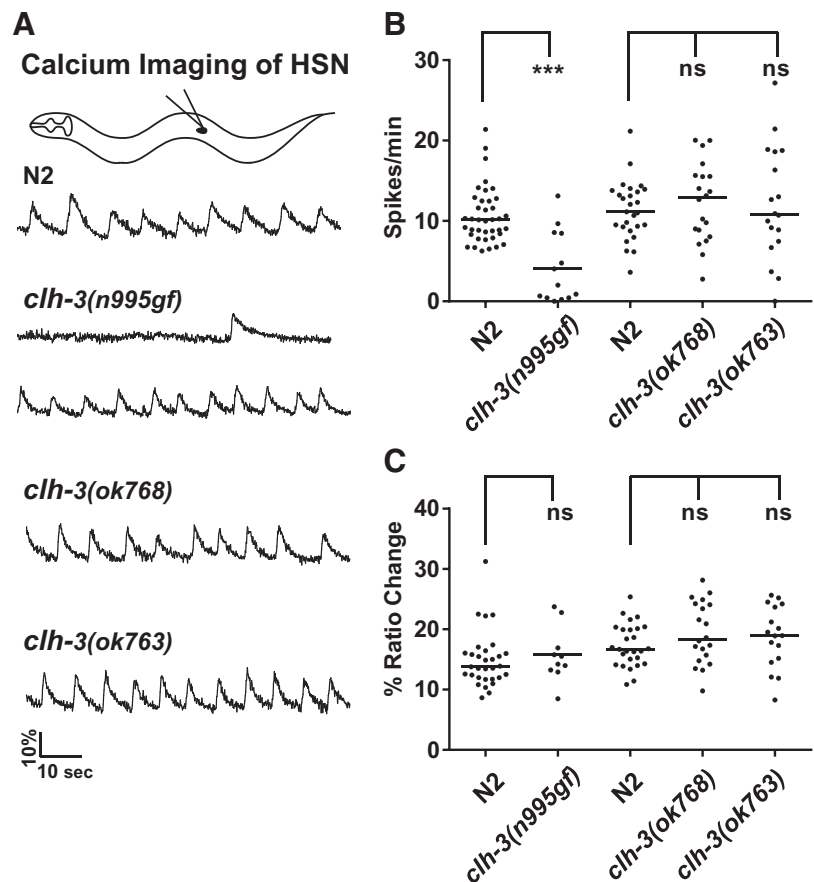 A
Calcium Imaging of HSN
N2
clh-3(n995gf)
clh-3(ok768)
clh-3(ok763)
10%
10 sec
B
Spikes/min
30
20
10
0
***
ns
ns
N2
clh-3(n995gf)
N2
clh-3(ok768)
clh-3(ok763)
C
% Ratio Change
40
30
20
10
0
ns
ns
ns
N2
clh-3(n995gf)
N2
clh-3(ok768)
clh-3(ok763)